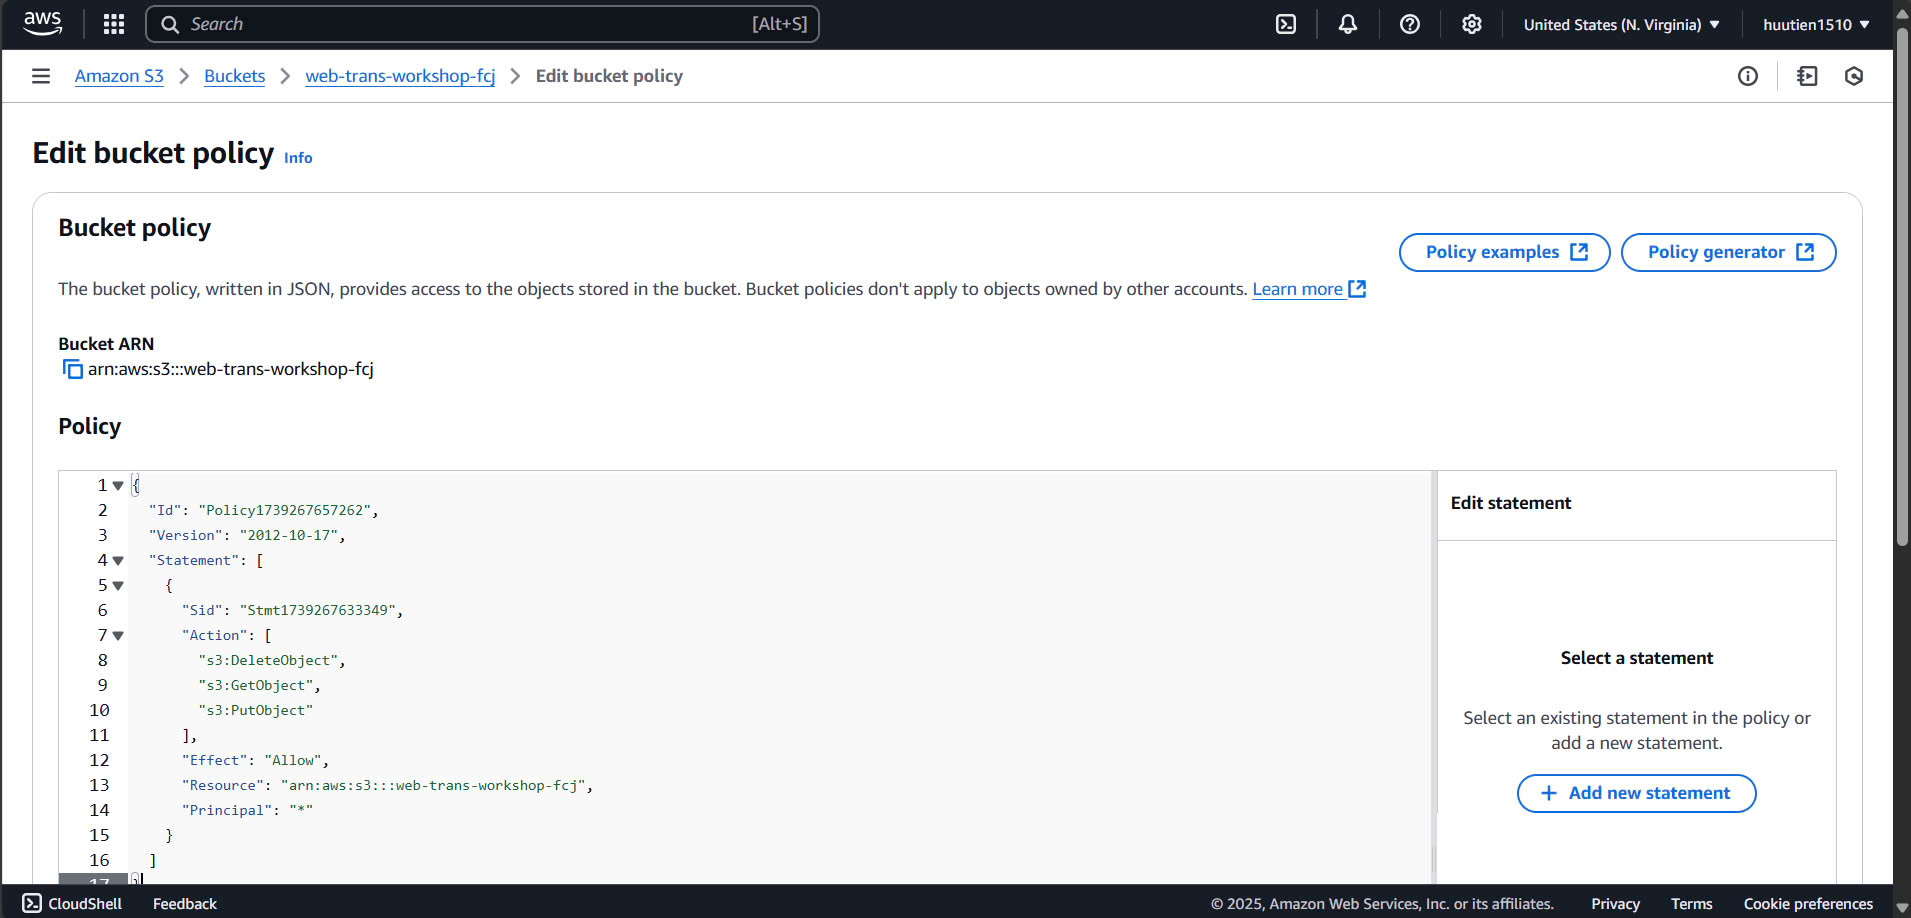 aws
Search [Alt+S]
United States (N. Virginia) huutien1510
Amazon S3 Buckets web-trans-workshop-fcj Edit bucket policy
Edit bucket policy Info
Bucket policy
Policy examples Policy generator
The bucket policy, written in JSON, provides access to the objects stored in the bucket. Bucket policies don't apply to objects owned by other accounts. Learn more
Bucket ARN
arn:aws:s3:::web-trans-workshop-fcj
Policy
1 {
2 "Id": "Policy1739267657262",
3 "Version": "2012-10-17",
4 "Statement": [
5 {
6 "Sid": "Stmt1739267633349",
7 "Action": [
8 "s3:DeleteObject",
9 "s3:GetObject",
10 "s3:PutObject"
11 ],
12 "Effect": "Allow",
13 "Resource": "arn:aws:s3:::web-trans-workshop-fcj",
14 "Principal": "*"
15 }
16 ]
17 }
Edit statement
Select a statement
Select an existing statement in the policy or
add a new statement.
+ Add new statement
CloudShell Feedback
© 2025, Amazon Web Services, Inc. or its affiliates. Privacy Terms Cookie preferences